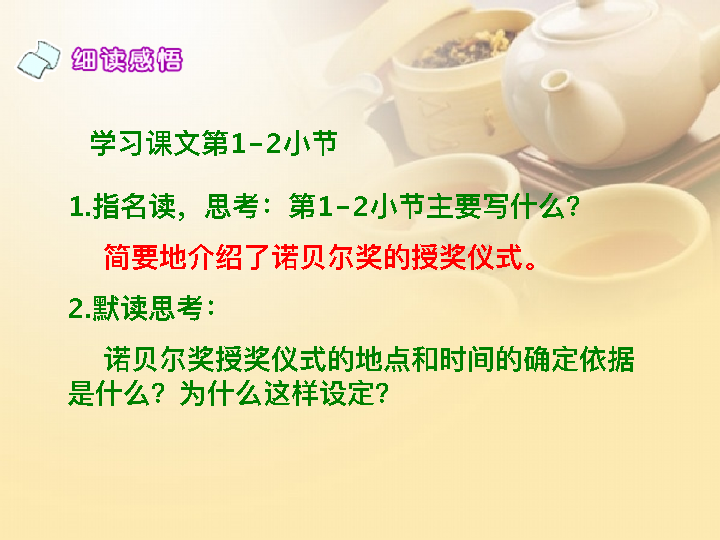 细读感悟
学习课文第1-2小节
1.指名读，思考：第1-2小节主要写什么？
简要地介绍了诺贝尔奖的授奖仪式。
2.默读思考：
诺贝尔奖授奖仪式的地点和时间的确定依据
是什么？为什么这样设定？